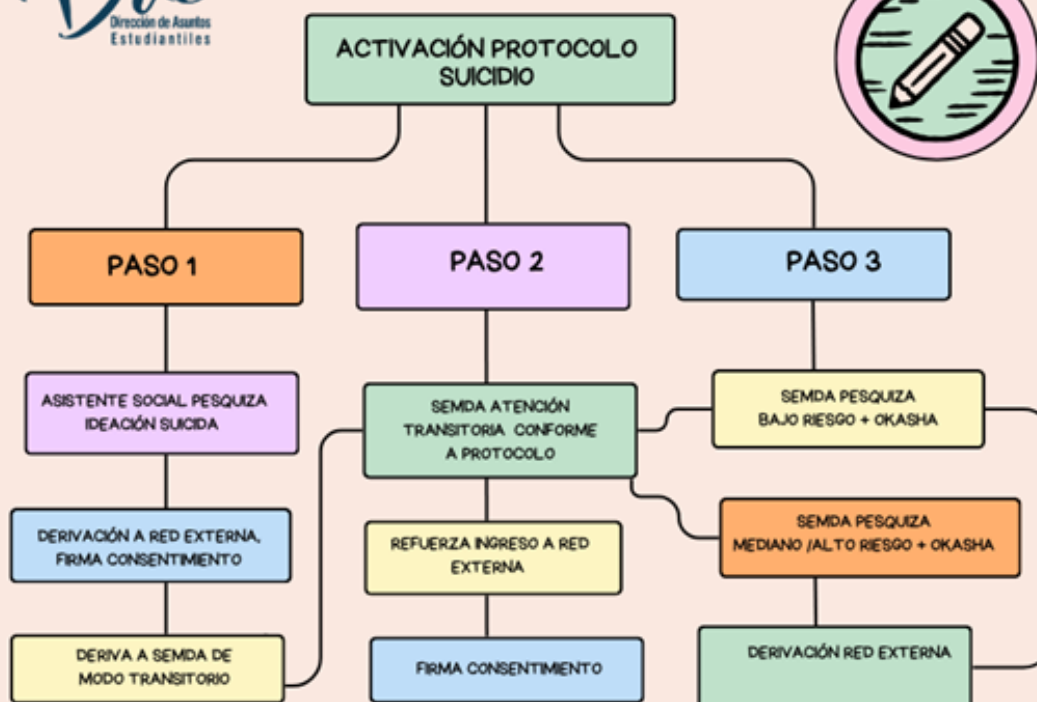 Dirección de Asuntos
Estudiantiles
ACTIVACIÓN PROTOCOLO
SUICIDIO
PASO 1
PASO 2
PASO 3
ASISTENTE SOCIAL PESQUIZA
IDEACIÓN SUICIDA
DERIVACIÓN A RED EXTERNA,
FIRMA CONSENTIMIENTO
DERIVA A SEMDA DE
MODO TRANSITORIO
SEMDA ATENCIÓN
TRANSITORIA CONFORME
A PROTOCOLO
REFUERZA INGRESO A RED
EXTERNA
FIRMA CONSENTIMIENTO
SEMDA PESQUIZA
BAJO RIESGO + OKASHA
SEMDA PESQUIZA
MEDIANO /ALTO RIESGO + OKASHA
DERIVACIÓN RED EXTERNA